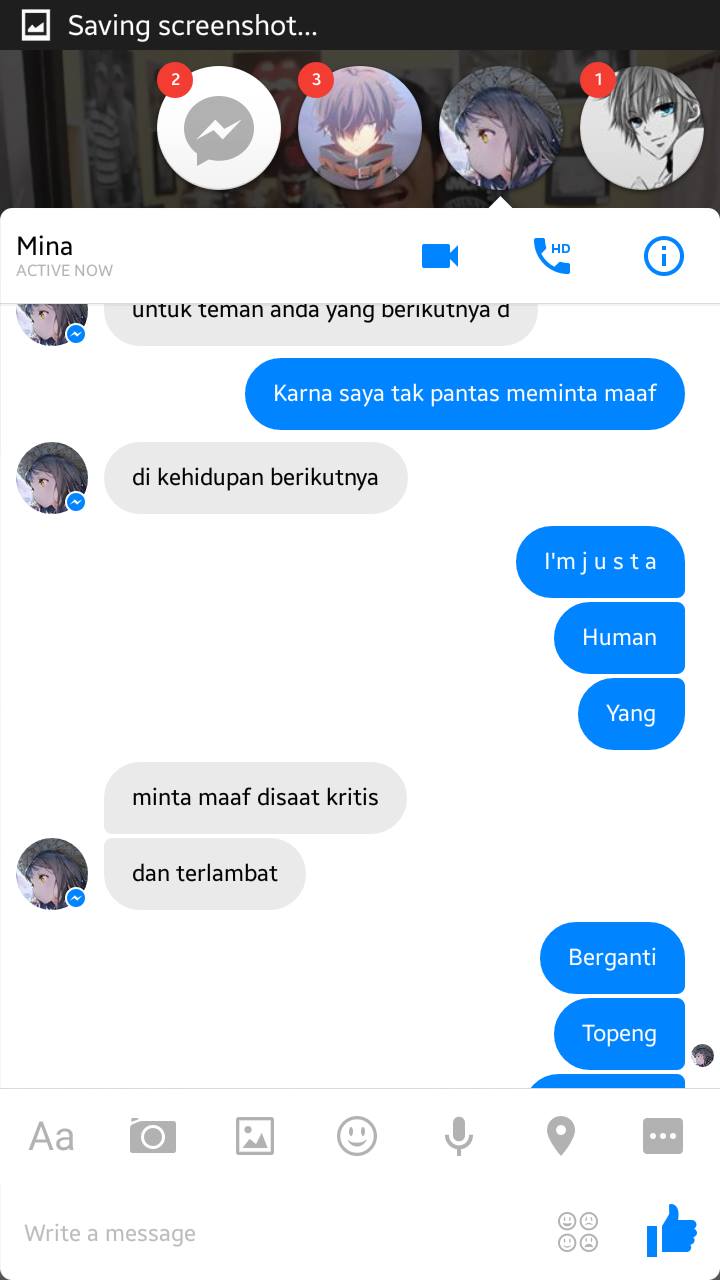 Saving screenshot...
2
3
1
Mina
ACTIVE NOW
HD
untuk teman anda yang berikutnya d
Karna saya tak pantas meminta maaf
di kehidupan berikutnya
I'm j u s t a
Human
Yang
minta maaf disaat kritis
dan terlambat
Berganti
Topeng
Aa
Write a message